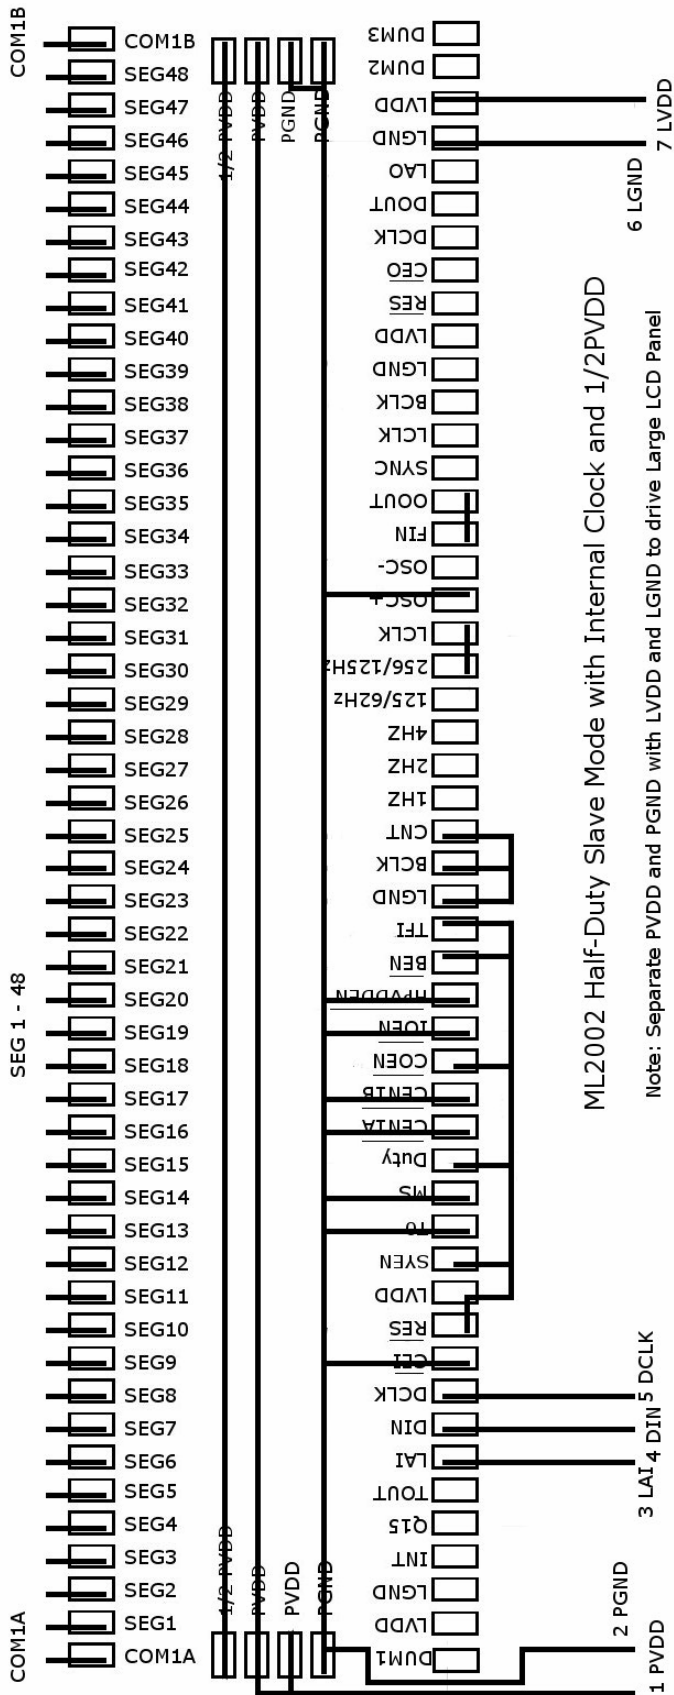 COM1B
COM1B
SEG48
SEG47
SEG46
SEG45
SEG44
SEG43
SEG42
SEG41
SEG40
SEG39
SEG38
SEG37
SEG36
SEG35
SEG34
SEG33
SEG32
SEG31
SEG30
SEG29
SEG28
SEG27
SEG26
SEG25
SEG24
SEG23
SEG22
SEG21
SEG20
SEG19
SEG18
SEG17
SEG16
SEG15
SEG14
SEG13
SEG12
SEG11
SEG10
SEG9
SEG8
SEG7
SEG6
SEG5
SEG4
SEG3
SEG2
SEG1
COM1A
SEG 1 - 48
COM1A
1/2 PVDD
PVDD
PGND
PGND
1/2 PVDD
PVDD
PVDD
PGND
DUM3
DUM2
LVDD
LGND
LAO
DOUT
DCLK
CEO
RES
LVDD
LGND
BCLK
LCLK
SYNC
OOUT
FIN
OSC-
OSC+
LCLK
256/125Hz
125/62Hz
4HZ
2HZ
1HZ
CNT
BCLK
LGND
TFI
BEN
HPVDDEN
IOEN
COEN
CEN1B
CEN1A
Duty
MS
T0
SYEN
LVDD
RES
CEI
DCLK
DIN
LAI
TOUT
Q15
INT
LGND
LVDD
DUM1
7 LVDD
6 LGND
5 DCLK
4 DIN
3 LAI
2 PGND
1 PVDD
ML2002 Half-Duty Slave Mode with Internal Clock and 1/2PVDD
Note: Separate PVDD and PGND with LVDD and LGND to drive Large LCD Panel